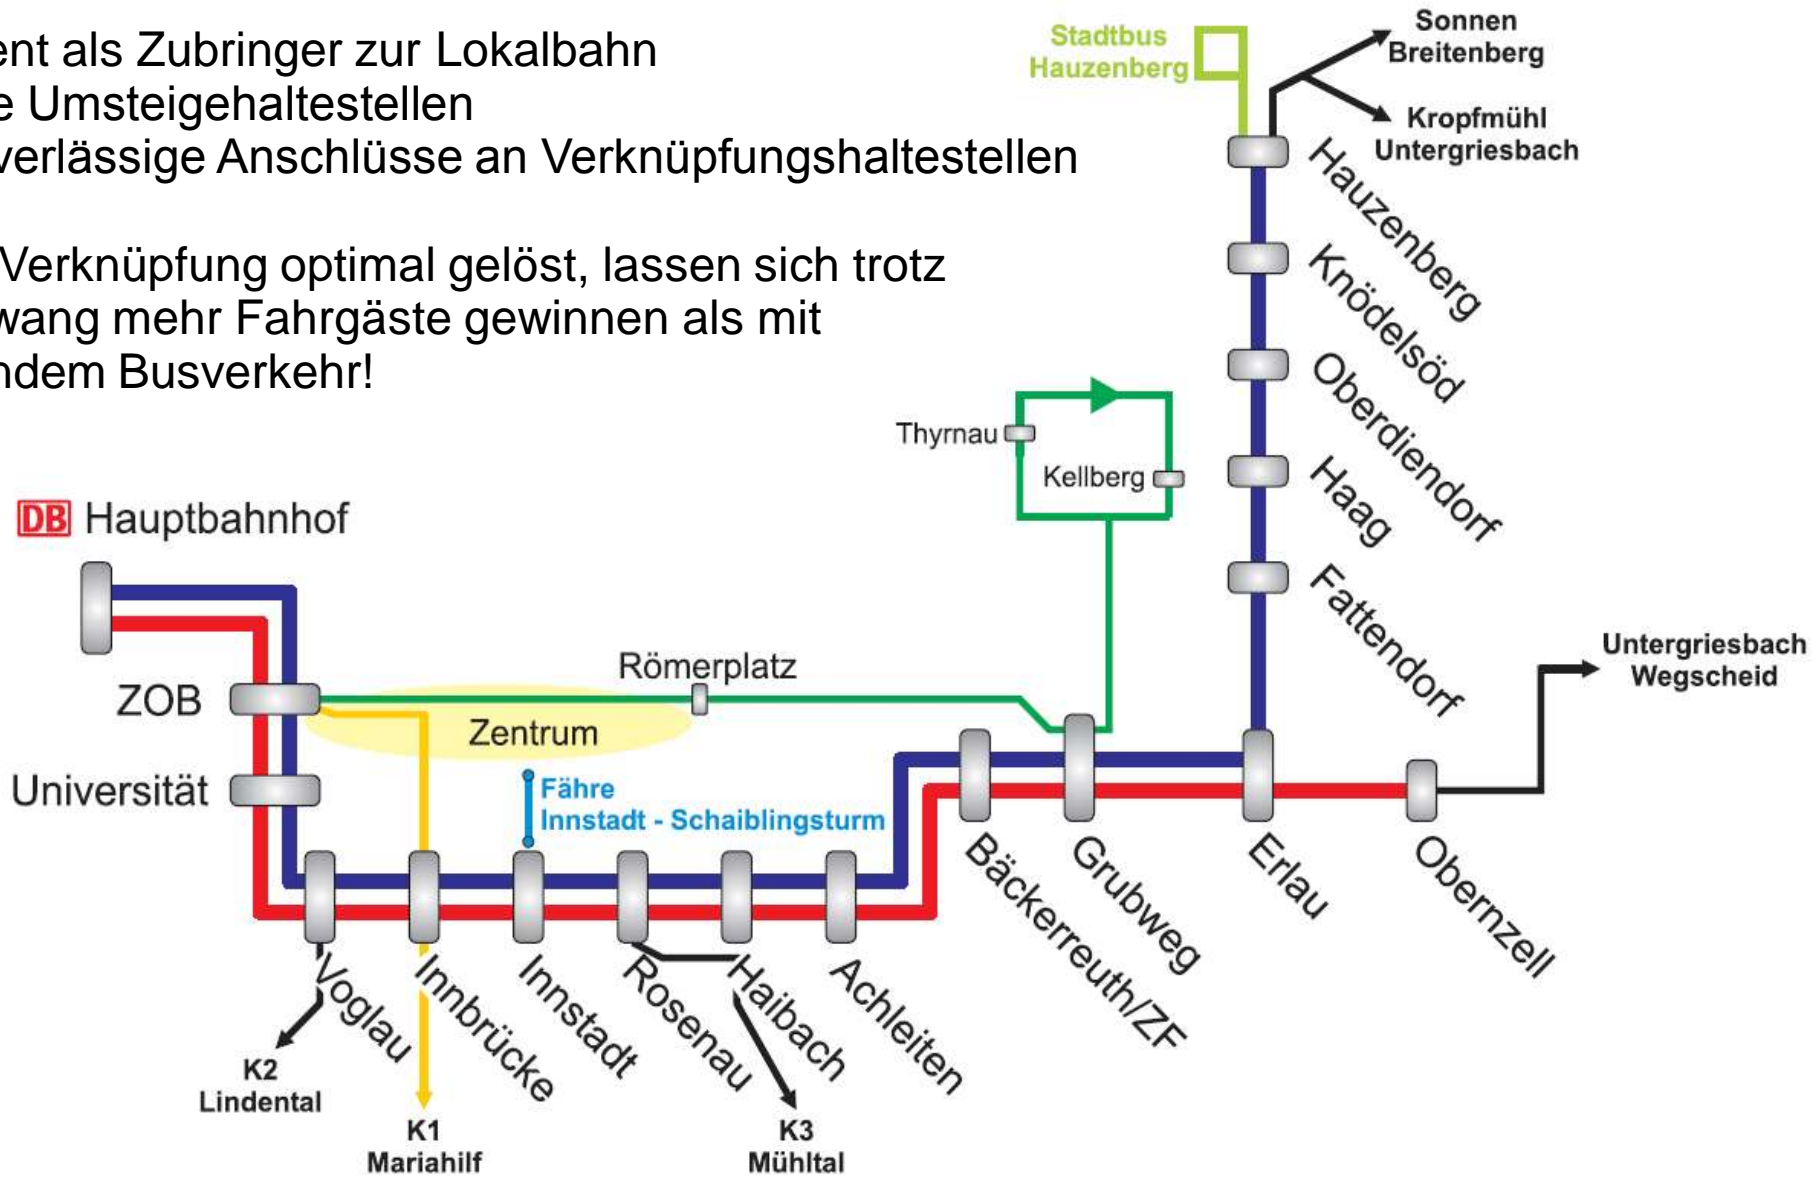 ent als Zubringer zur Lokalbahn
e Umsteigehaltestellen
verlässige Anschlüsse an Verknüpfungshaltestellen
Verknüpfung optimal gelöst, lassen sich trotz
wang mehr Fahrgäste gewinnen als mit
ndem Busverkehr!
Stadtbus
Hauzenberg
Sonnen
Breitenberg
Kropfmühl
Untergriesbach
Hauzenberg
Knödelsöd
Oberdiendorf
Haag
Fattendorf
Thyrnau
Kellberg
DB Hauptbahnhof
ZOB
Universität
Römerplatz
Zentrum
Fähre
Innstadt - Schaiblingsturm
Untergriesbach
Wegscheid
Voglau
Innbrücke
Innstadt
Rosenau
Haibach
Achleiten
Bäckerreuth/ZF
Grubweg
Erlau
Obernzell
K2
Lindental
K1
Mariahilf
K3
Mühltal